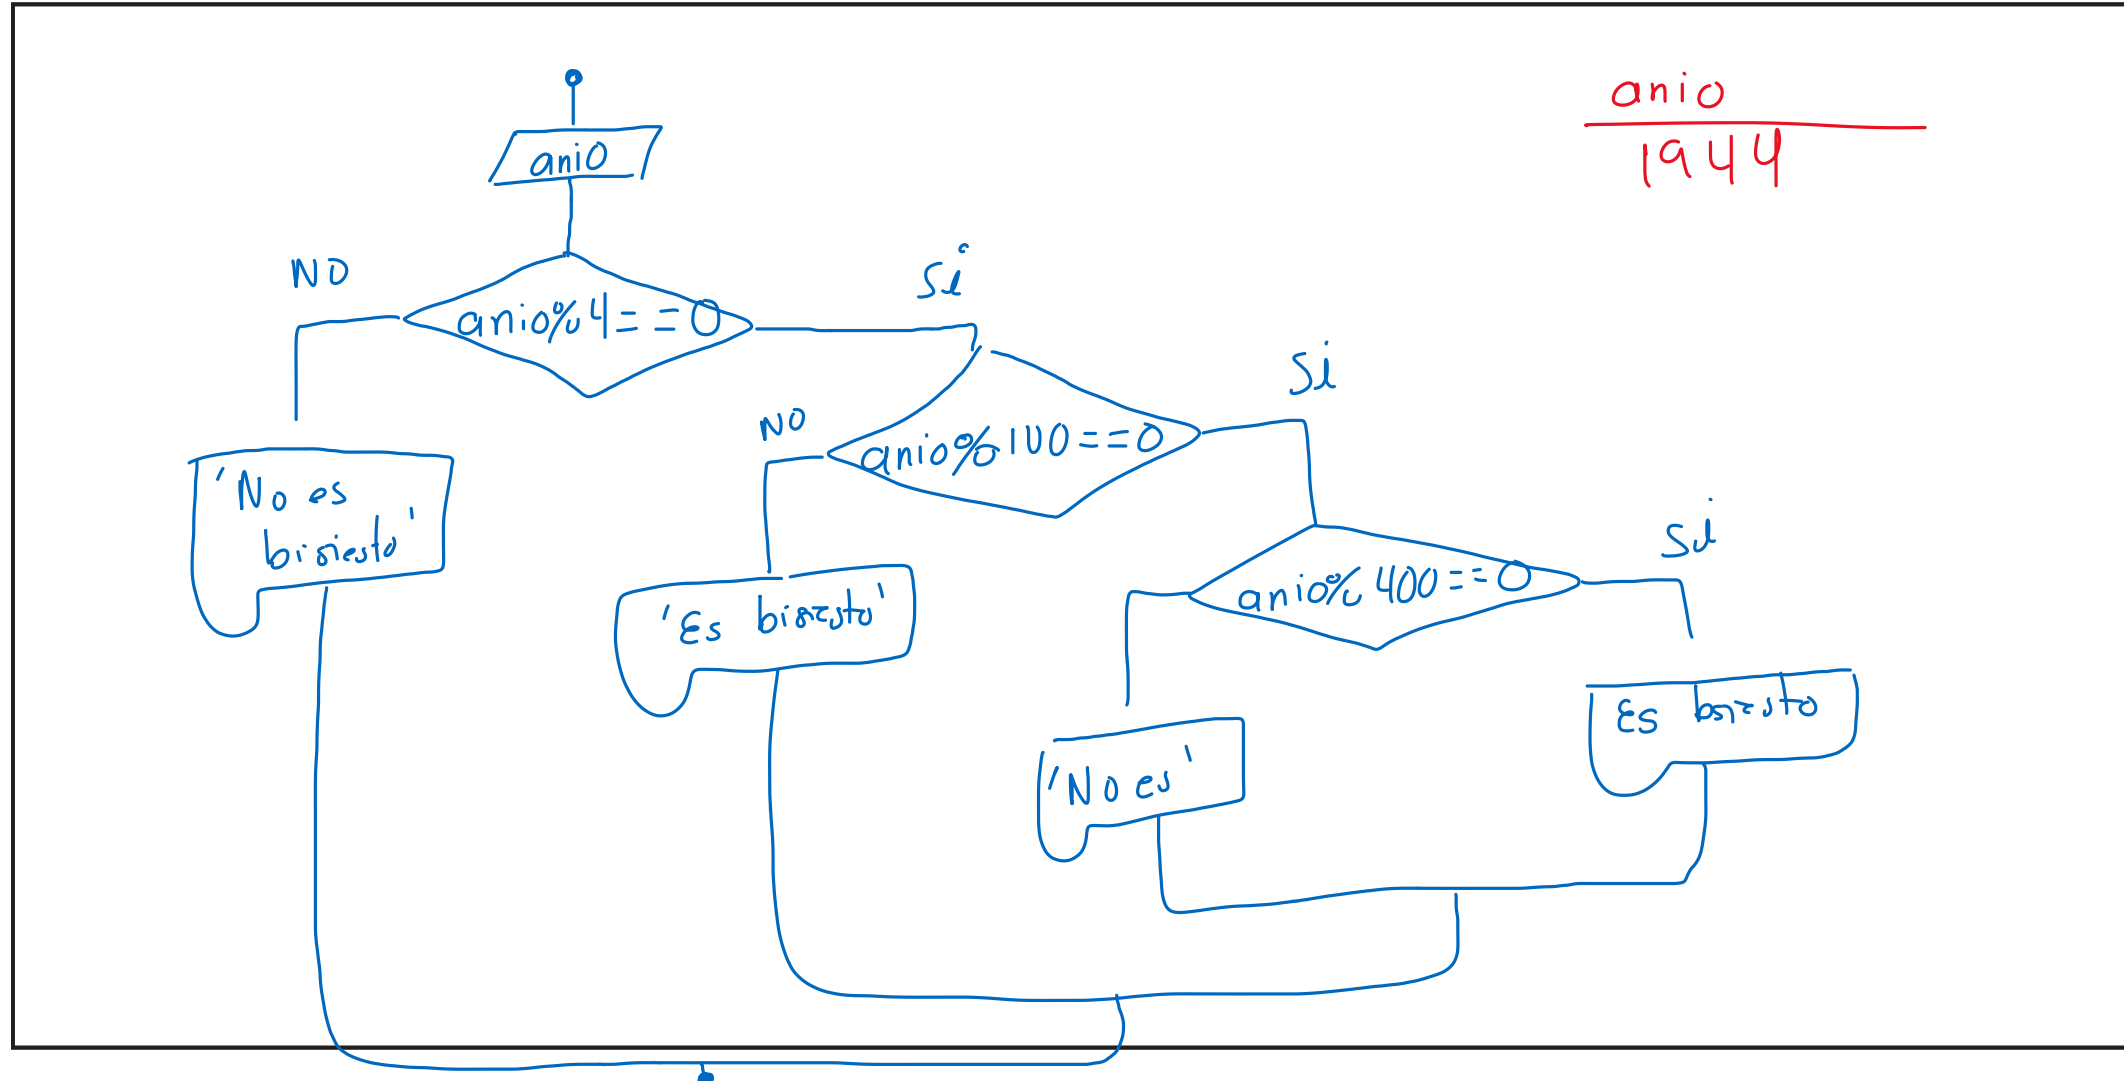 anio
1944
anio
NO
anio%4==0
Si
NO
anio%100==0
Si
'No es
bisiesto'
'Es bisiesto'
anio%400==0
Si
'No es'
Es bisiesto